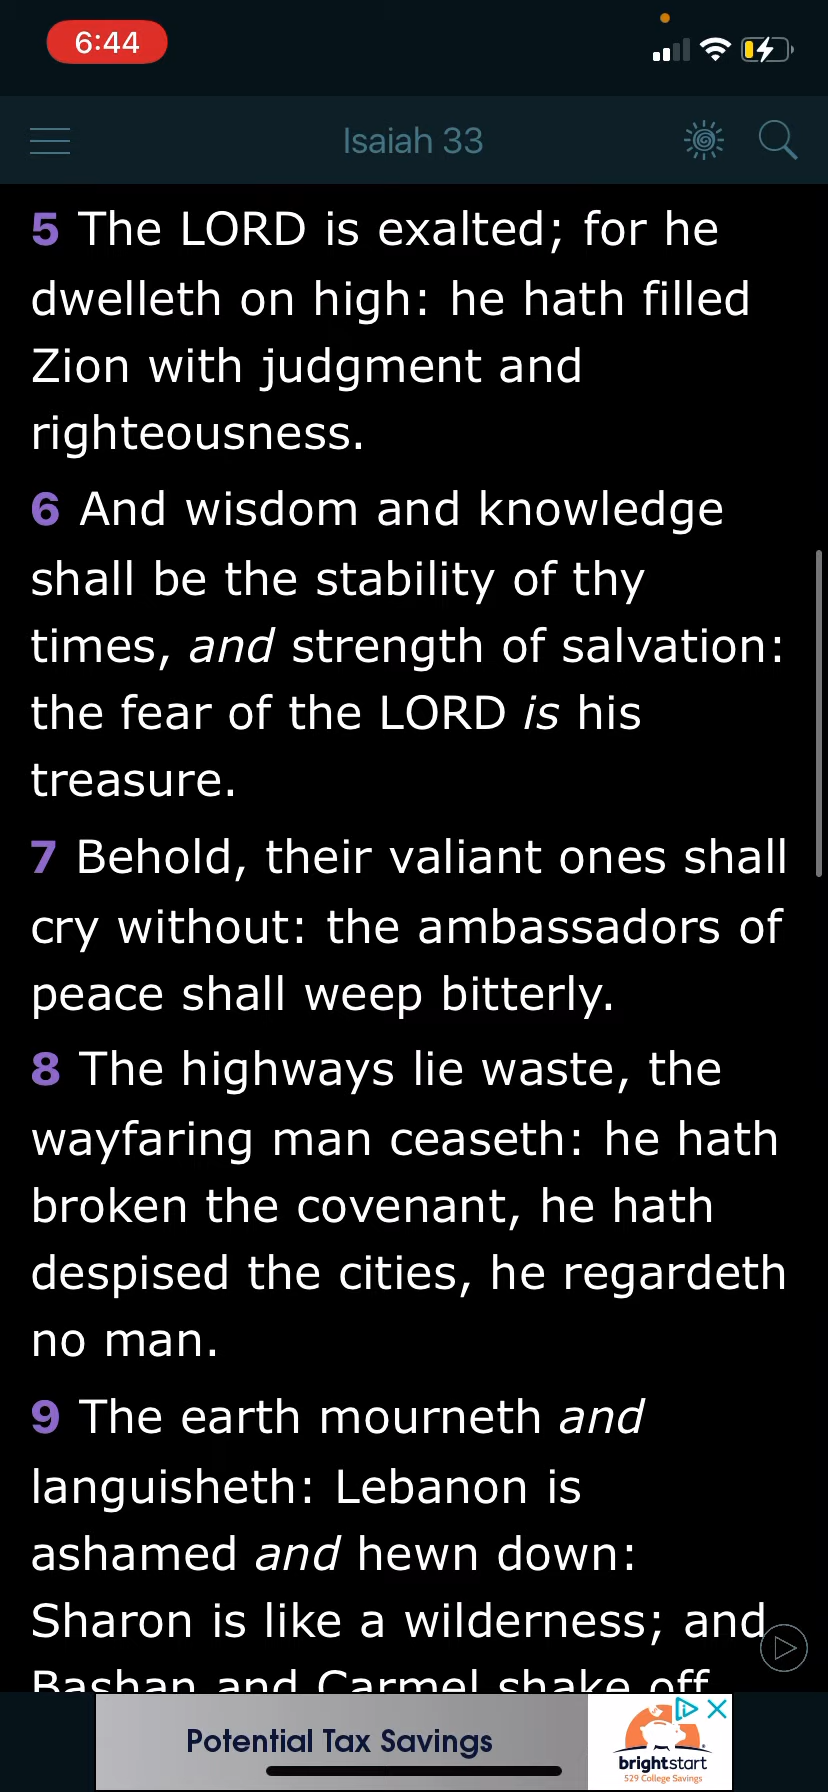 6:44
Isaiah 33
5 The LORD is exalted; for he
dwelleth on high: he hath filled
Zion with judgment and
righteousness.
6 And wisdom and knowledge
shall be the stability of thy
times, and strength of salvation:
the fear of the LORD is his
treasure.
7 Behold, their valiant ones shall
cry without: the ambassadors of
peace shall weep bitterly.
8 The highways lie waste, the
wayfaring man ceaseth: he hath
broken the covenant, he hath
despised the cities, he regardeth
no man.
9 The earth mourneth and
languisheth: Lebanon is
ashamed and hewn down:
Sharon is like a wilderness; and
Bashan and Carmel shake off
Potential Tax Savings
brightstart
529 College Savings